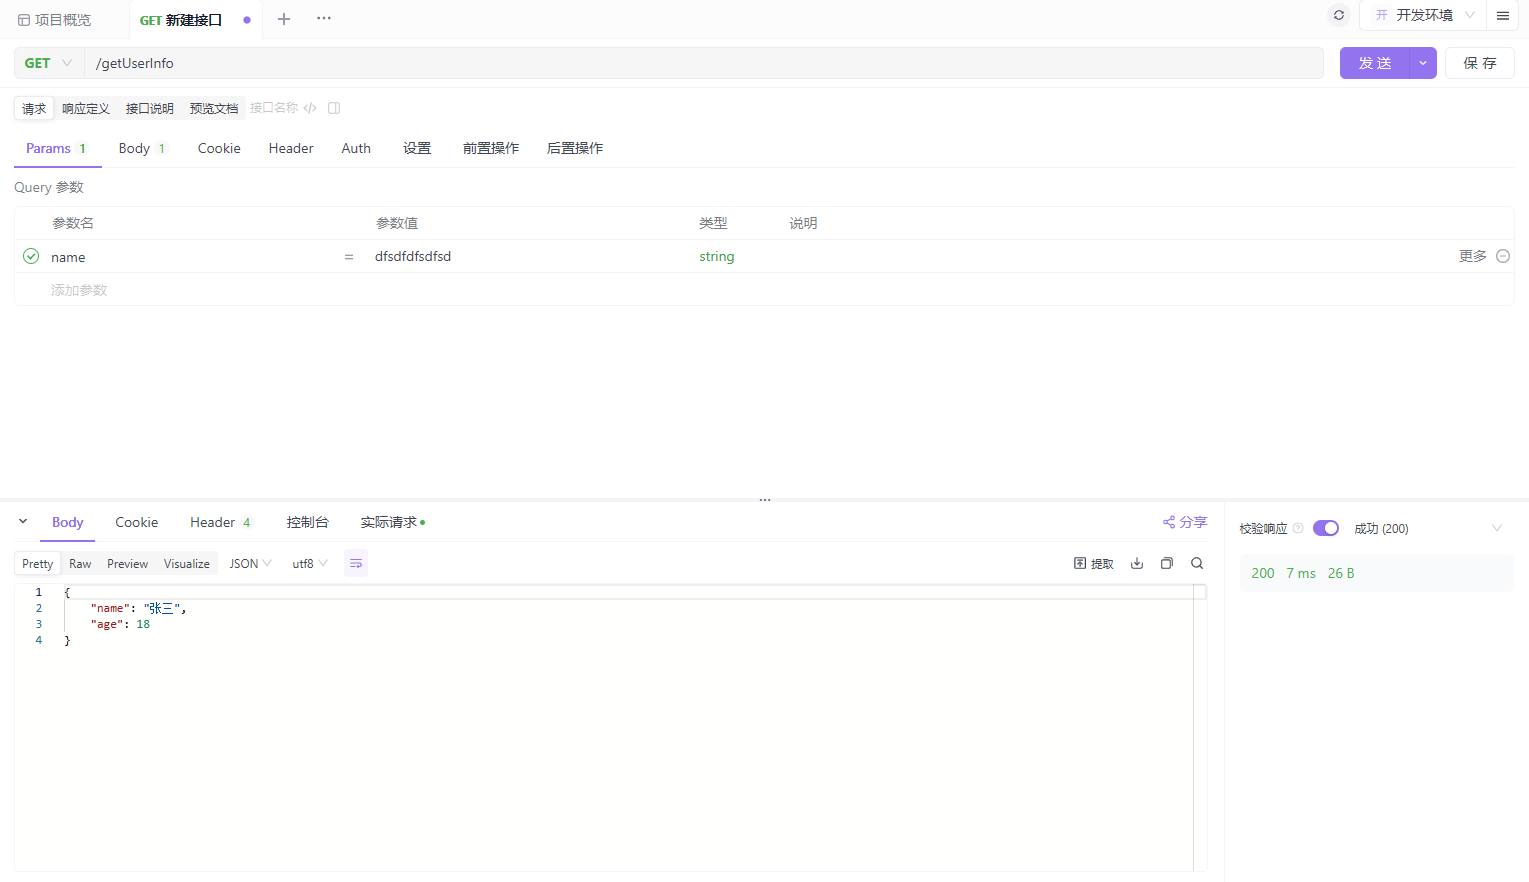 项目概览 GET 新建接口 + ··· 开 开发环境
GET /getUserInfo 发送 保存
请求 响应定义 接口说明 预览文档 接口名称 </>
Params 1 Body 1 Cookie Header Auth 设置 前置操作 后置操作
Query 参数
参数名 参数值 类型 说明
name = dfsdfdfsdfsd string 更多
添加参数
Body Cookie Header 4 控制台 实际请求 分享
校验响应 成功 (200)
Pretty Raw Preview Visualize JSON utf8 提取
200 7 ms 26 B
1 {
2 "name": "张三",
3 "age": 18
4 }